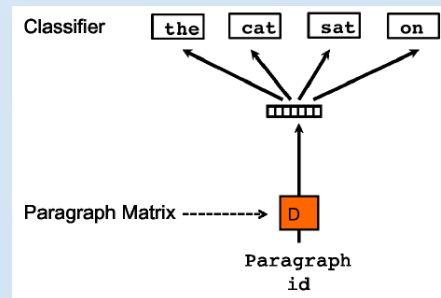 Classifier the cat sat on
Paragraph Matrix D
Paragraph
id